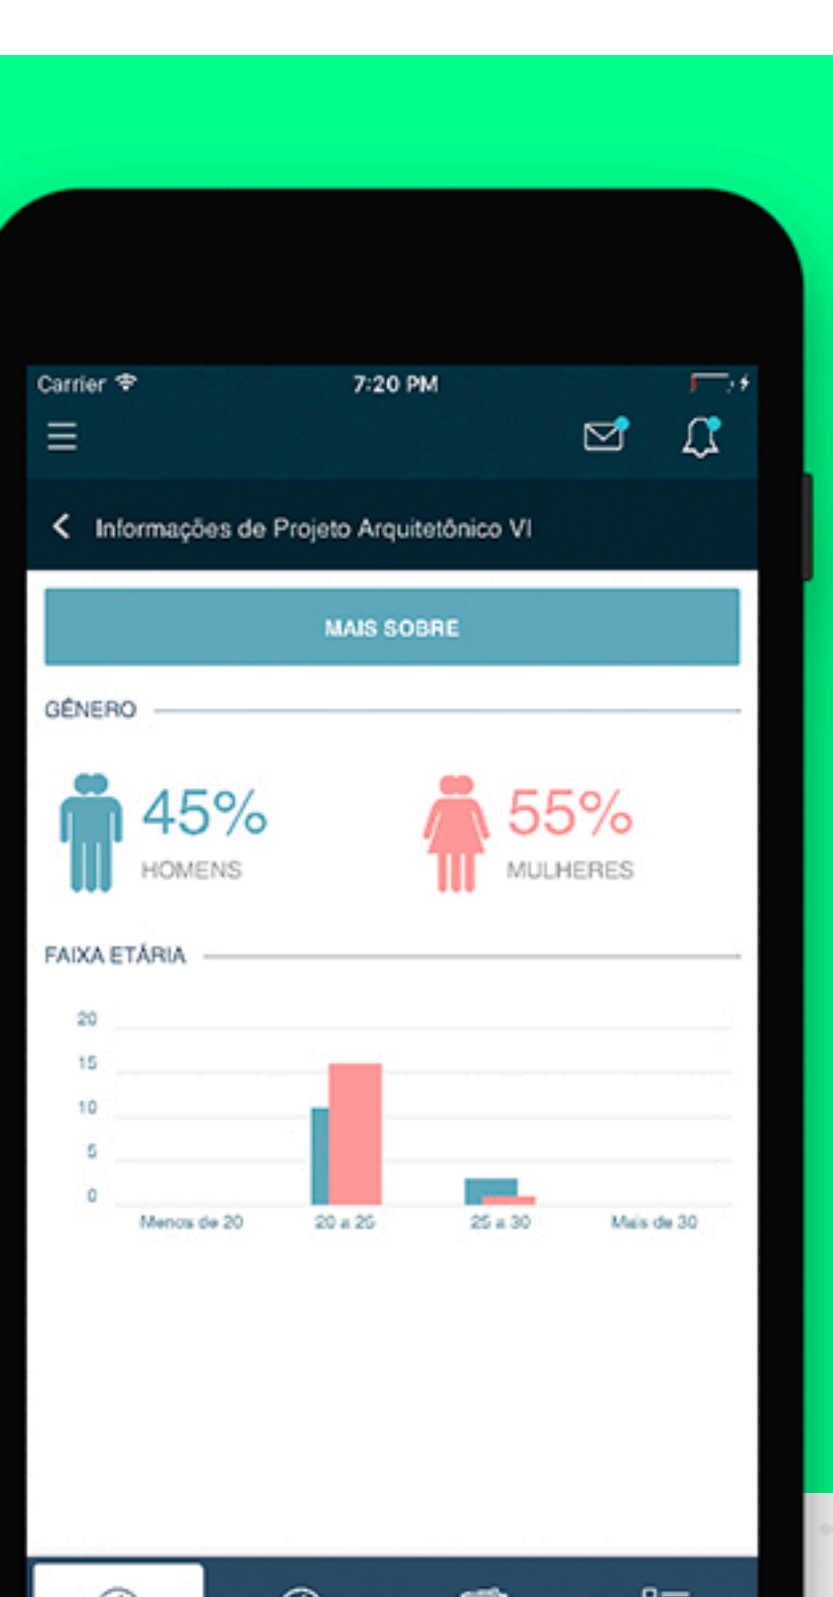 Carrier
7:20 PM
Informações de Projeto Arquitetônico VI
MAIS SOBRE
GÊNERO
45%
HOMENS
55%
MULHERES
FAIXA ETÁRIA
20
15
10
5
0
Menos de 20
20 a 25
25 a 30
Mais de 30